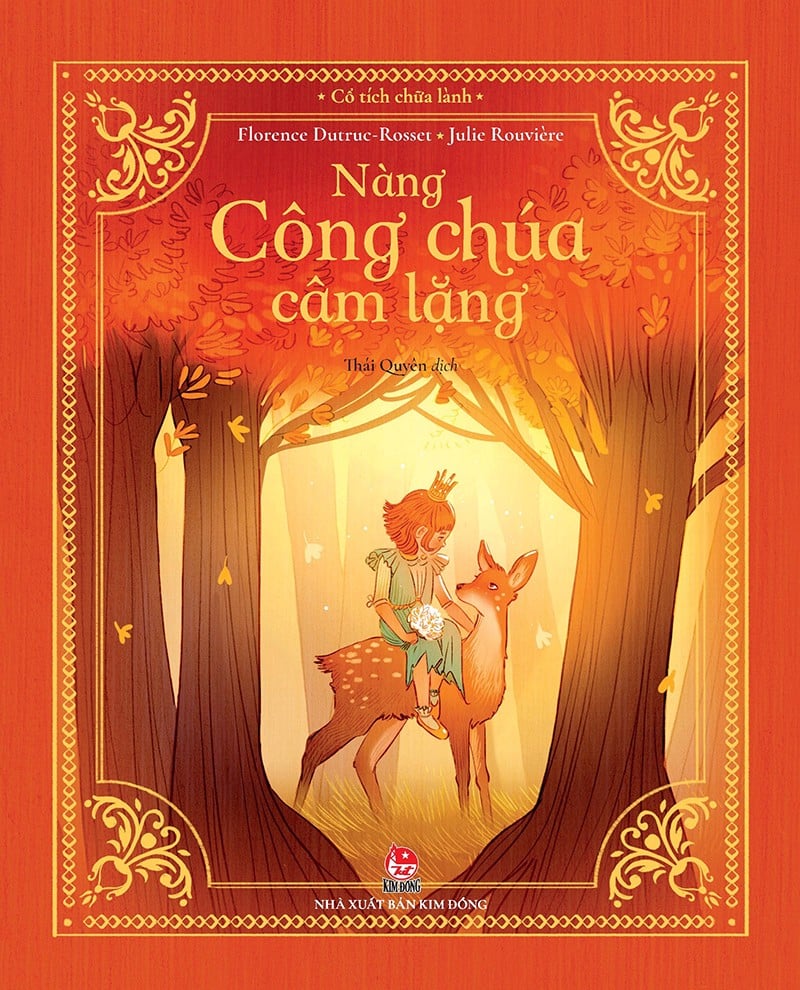 ★ Cổ tích chữa lành ★
Florence Dutruc-Rosset ★ Julie Rouvière
Nàng
Công chúa
câm lặng
Thái Quyên dịch
KIM ĐỒNG
NHÀ XUẤT BẢN KIM ĐỒNG